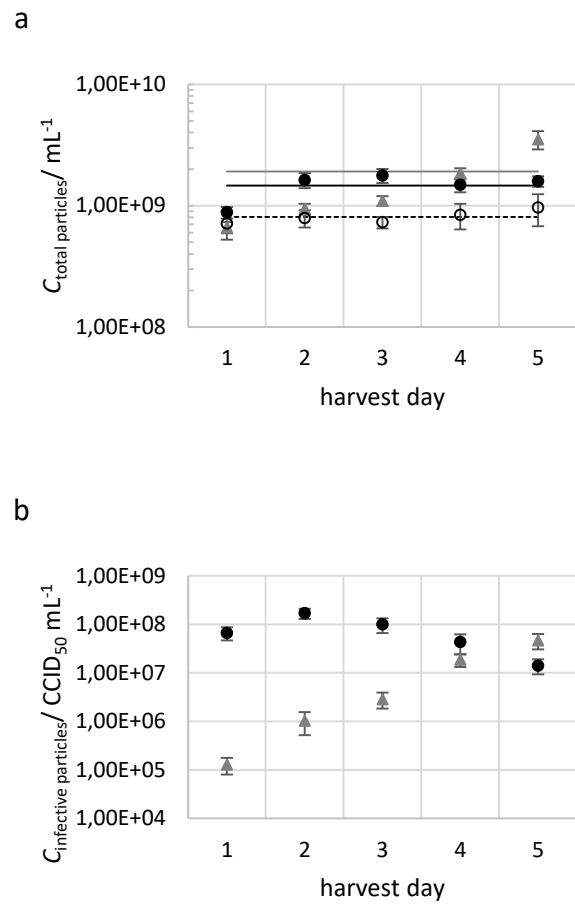 a
1,00E+10
1,00E+09
1,00E+08
C total particles/ mL-1
1 2 3 4 5
harvest day
b
1,00E+09
1,00E+08
1,00E+07
1,00E+06
1,00E+05
1,00E+04
C infective particles/ CCID50 mL-1
1 2 3 4 5
harvest day